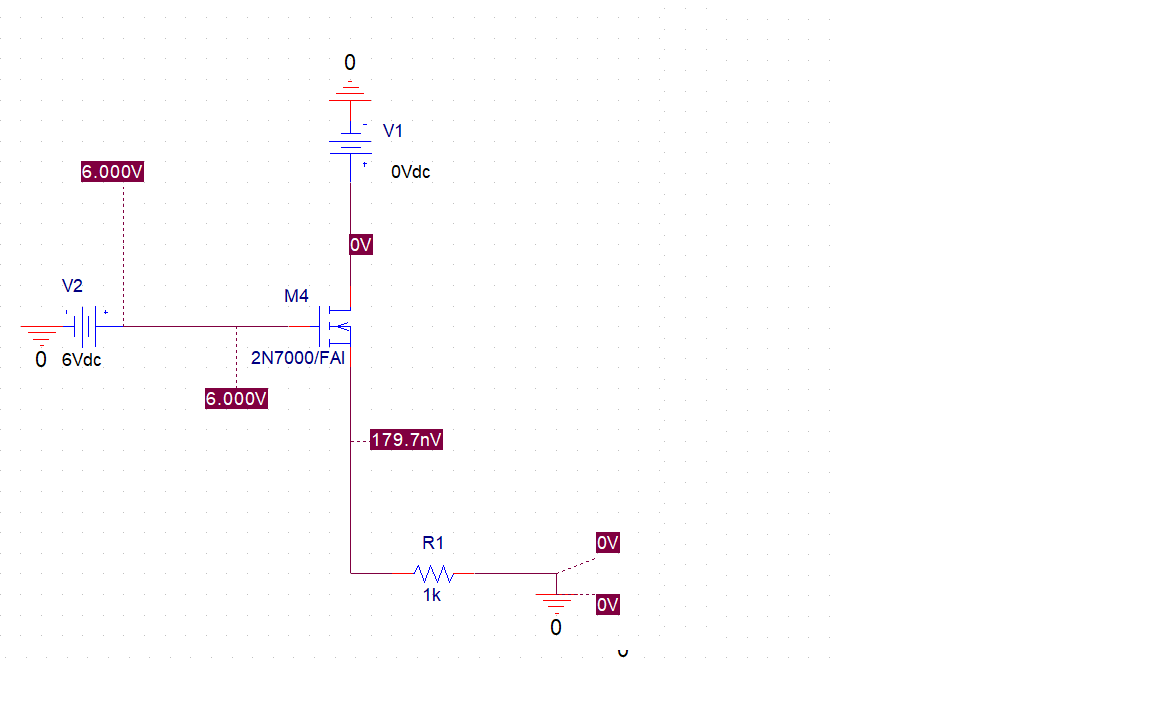 0
V1
6.000V
0Vdc
0V
V2
M4
0
6Vdc
2N7000/FAI
6.000V
179.7nV
R1
0V
1k
0V
0